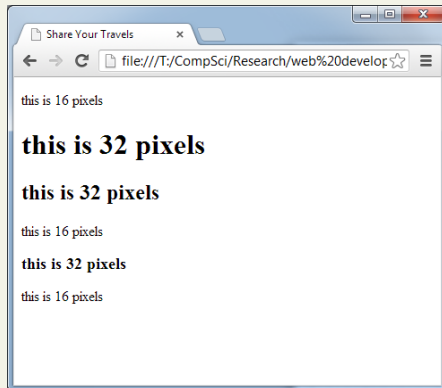 Share Your Travels
file:///T:/CompSci/Research/web%20develop
this is 16 pixels
this is 32 pixels
this is 32 pixels
this is 16 pixels
this is 32 pixels
this is 16 pixels